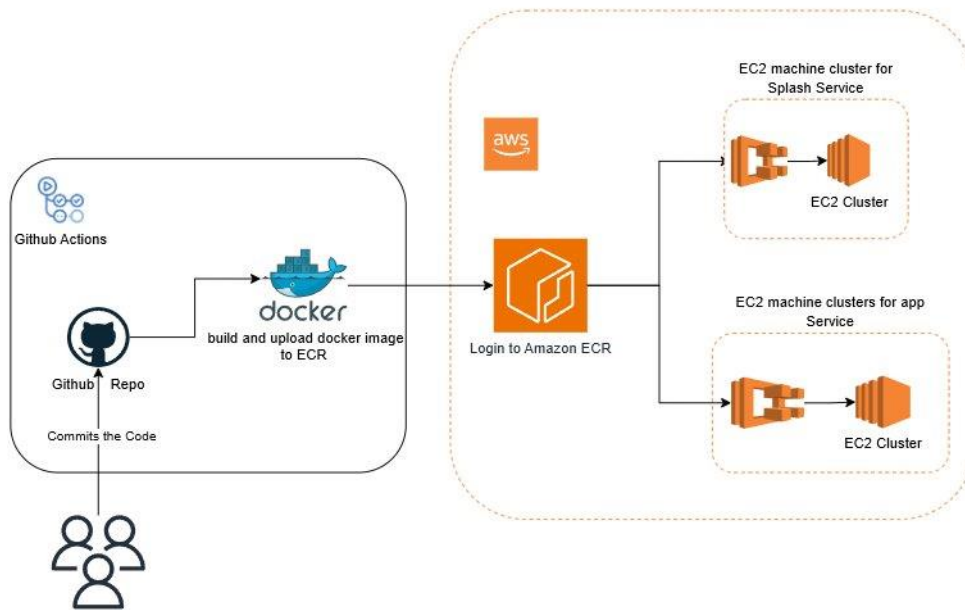 EC2 machine cluster for
Splash Service
aws
EC2 Cluster
Github Actions
docker
build and upload docker image
to ECR
Login to Amazon ECR
EC2 machine clusters for app
Service
Github Repo
EC2 Cluster
Commits the Code